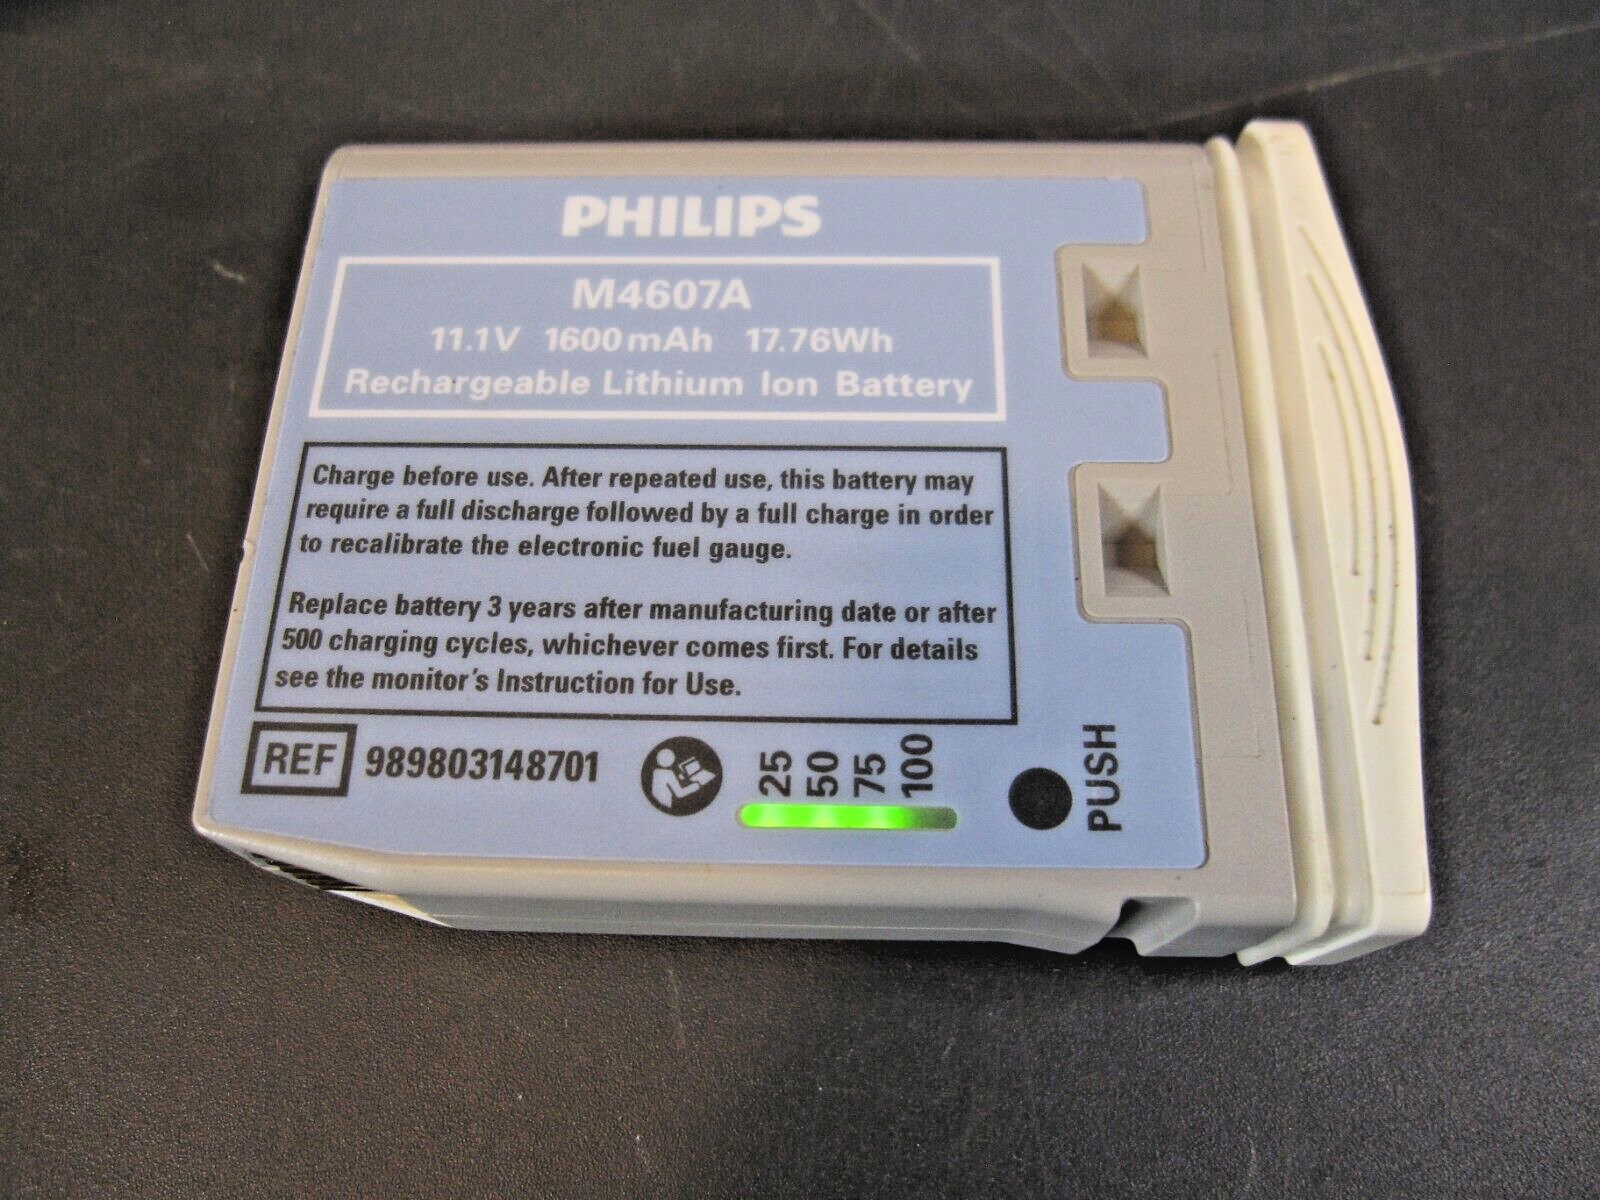 PHILIPS
M4607A
11.1V 1600mAh 17.76Wh
Rechargeable Lithium Ion Battery
Charge before use. After repeated use, this battery may
require a full discharge followed by a full charge in order
to recalibrate the electronic fuel gauge.
Replace battery 3 years after manufacturing date or after
500 charging cycles, whichever comes first. For details
see the monitor's Instruction for Use.
REF 989803148701
25
50
75
100
PUSH